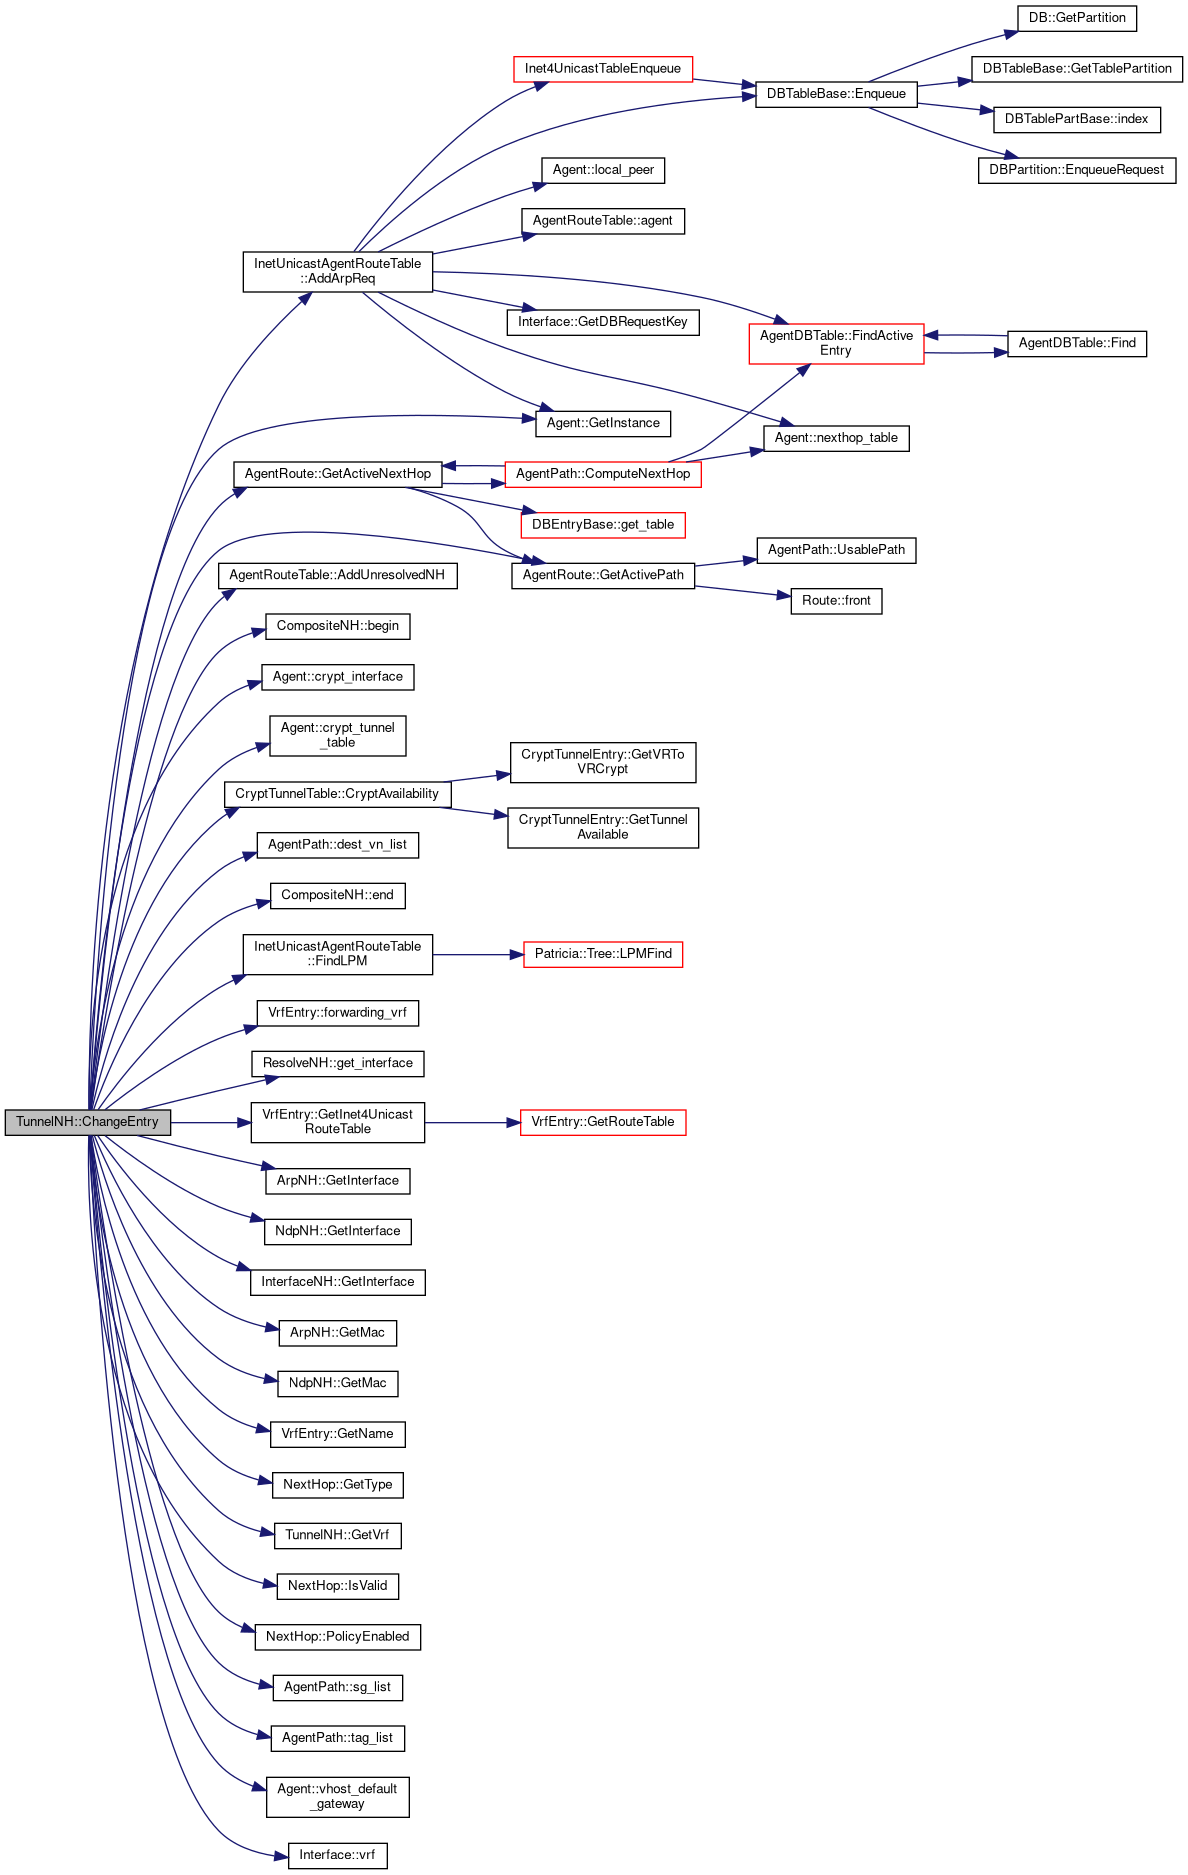 DB::GetPartition
Inet4UnicastTableEnqueue
DBTableBase::GetTablePartition
DBTableBase::Enqueue
DBTablePartBase::index
Agent::local_peer
DBPartition::EnqueueRequest
AgentRouteTable::agent
InetUnicastAgentRouteTable
::AddArpReq
Interface::GetDBRequestKey
AgentDBTable::FindActive
Entry
AgentDBTable::Find
Agent::GetInstance
Agent::nexthop_table
AgentRoute::GetActiveNextHop
AgentPath::ComputeNextHop
DBEntryBase::get_table
AgentPath::UsablePath
AgentRouteTable::AddUnresolvedNH
AgentRoute::GetActivePath
Route::front
CompositeNH::begin
Agent::crypt_interface
Agent::crypt_tunnel
_table
CryptTunnelEntry::GetVRTo
VRCrypt
CryptTunnelTable::CryptAvailability
CryptTunnelEntry::GetTunnel
Available
AgentPath::dest_vn_list
CompositeNH::end
InetUnicastAgentRouteTable
::FindLPM
Patricia::Tree::LPMFind
VrfEntry::forwarding_vrf
ResolveNH::get_interface
TunnelNH::ChangeEntry
VrfEntry::GetInet4Unicast
RouteTable
VrfEntry::GetRouteTable
ArpNH::GetInterface
NdpNH::GetInterface
InterfaceNH::GetInterface
ArpNH::GetMac
NdpNH::GetMac
VrfEntry::GetName
NextHop::GetType
TunnelNH::GetVrf
NextHop::IsValid
NextHop::PolicyEnabled
AgentPath::sg_list
AgentPath::tag_list
Agent::vhost_default
_gateway
Interface::vrf